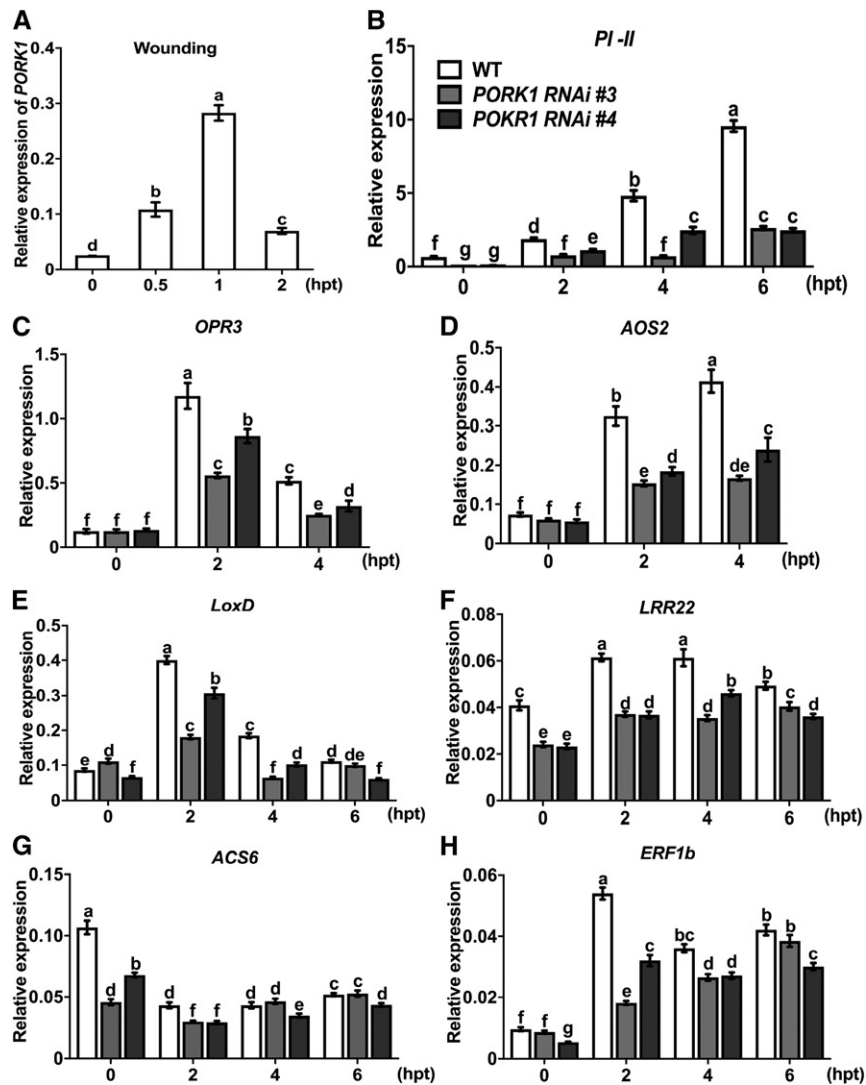 A
Wounding
Relative expression of PORK1
0.4
0.3
0.2
0.1
0
d
b
a
c
0 0.5 1 2 (hpt)
B
PI -II
WT
PORK1 RNAi #3
POKR1 RNAi #4
Relative expression
15
10
5
0
f g g d f e b f c a c c
0 2 4 6 (hpt)
C
OPR3
Relative expression
1.5
1.0
0.5
0
f f f a c b c e d
0 2 4 (hpt)
D
AOS2
Relative expression
0.5
0.4
0.3
0.2
0.1
0
f f f b e d a de c
0 2 4 (hpt)
E
LoxD
Relative expression
0.5
0.4
0.3
0.2
0.1
0
e d f a c b c f d d de f
0 2 4 6 (hpt)
F
LRR22
Relative expression
0.08
0.06
0.04
0.02
0
c e e a d d a d b b c d
0 2 4 6 (hpt)
G
ACS6
Relative expression
0.15
0.10
0.05
0
a d b d f f d d e c c d
0 2 4 6 (hpt)
H
ERF1b
Relative expression
0.06
0.04
0.02
0
f f g a e c bc d d b b c
0 2 4 6 (hpt)